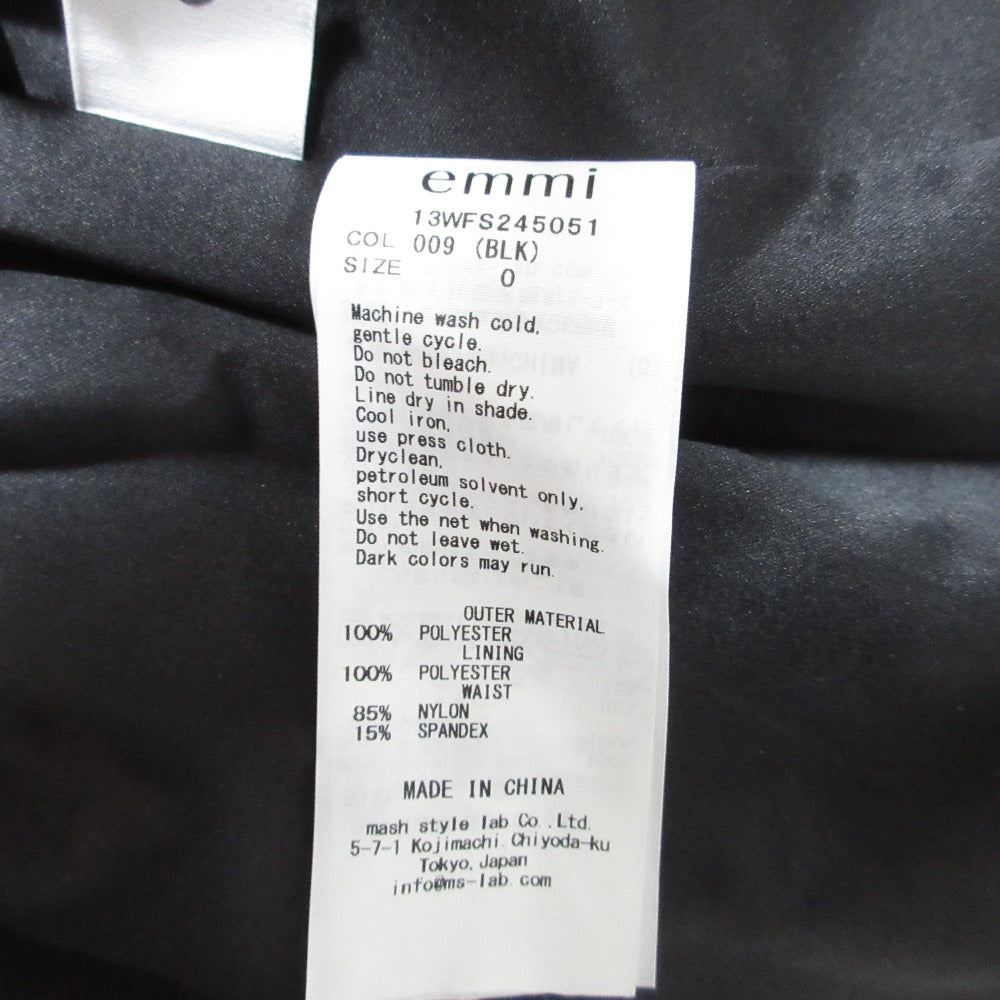 emmi
13WFS245051
COL 009 (BLK)
SIZE 0
Machine wash cold,
gentle cycle.
Do not bleach.
Do not tumble dry.
Line dry in shade.
Cool iron,
use press cloth.
Dryclean,
petroleum solvent only,
short cycle.
Use the net when washing.
Do not leave wet.
Dark colors may run.
OUTER MATERIAL
100% POLYESTER
LINING
100% POLYESTER
WAIST
85% NYLON
15% SPANDEX
MADE IN CHINA
mash style lab Co.,Ltd.
5-7-1 Kojimachi Chiyoda-ku
Tokyo, Japan
info@ms-lab.com